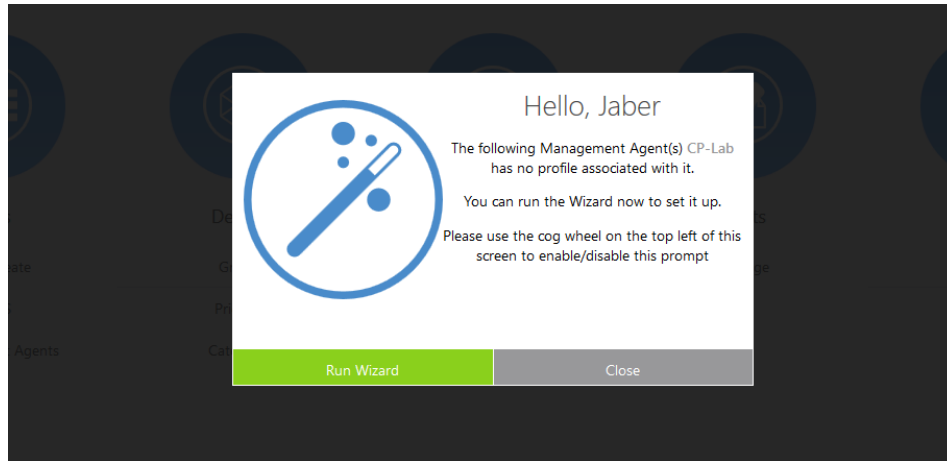 Hello, Jaber
The following Management Agent(s) CP-Lab
has no profile associated with it.
You can run the Wizard now to set it up.
Please use the cog wheel on the top left of this
screen to enable/disable this prompt
Run Wizard
Close
Agents